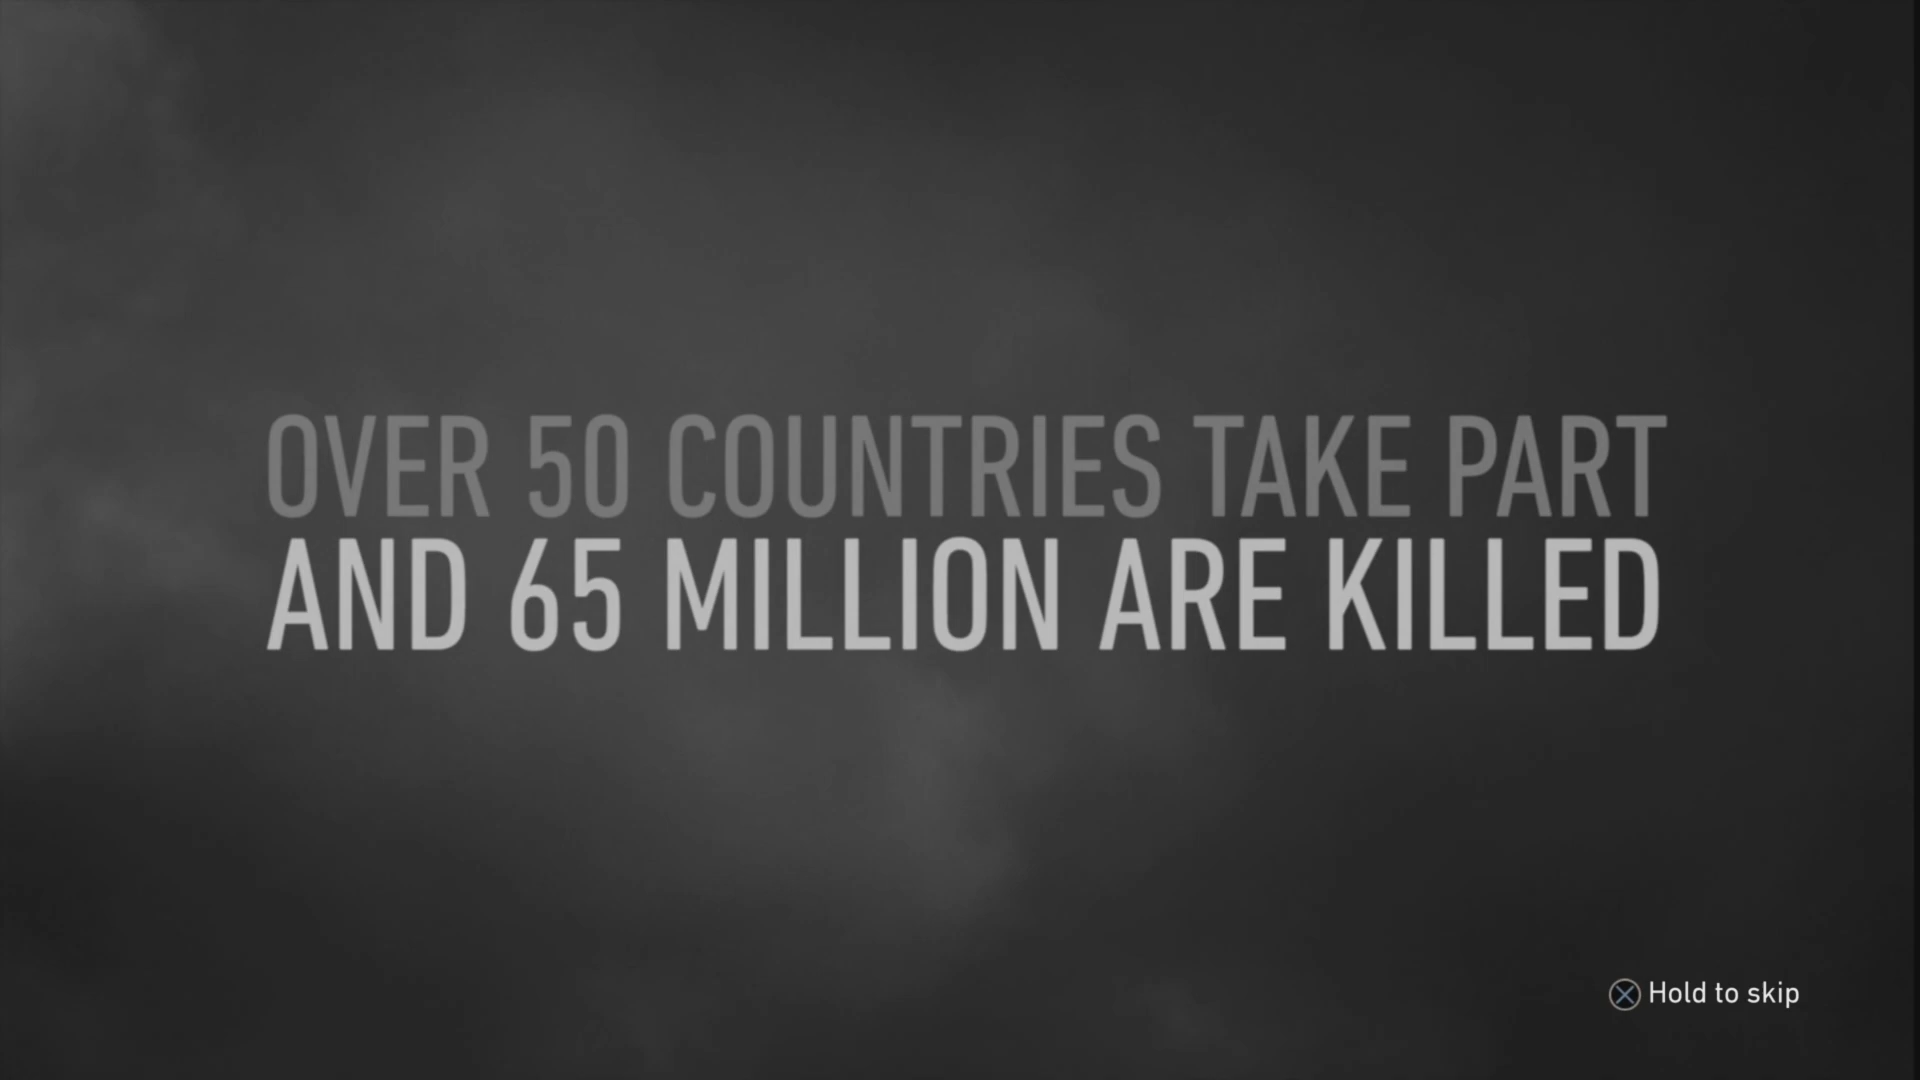 OVER 50 COUNTRIES TAKE PART
AND 65 MILLION ARE KILLED
Hold to skip